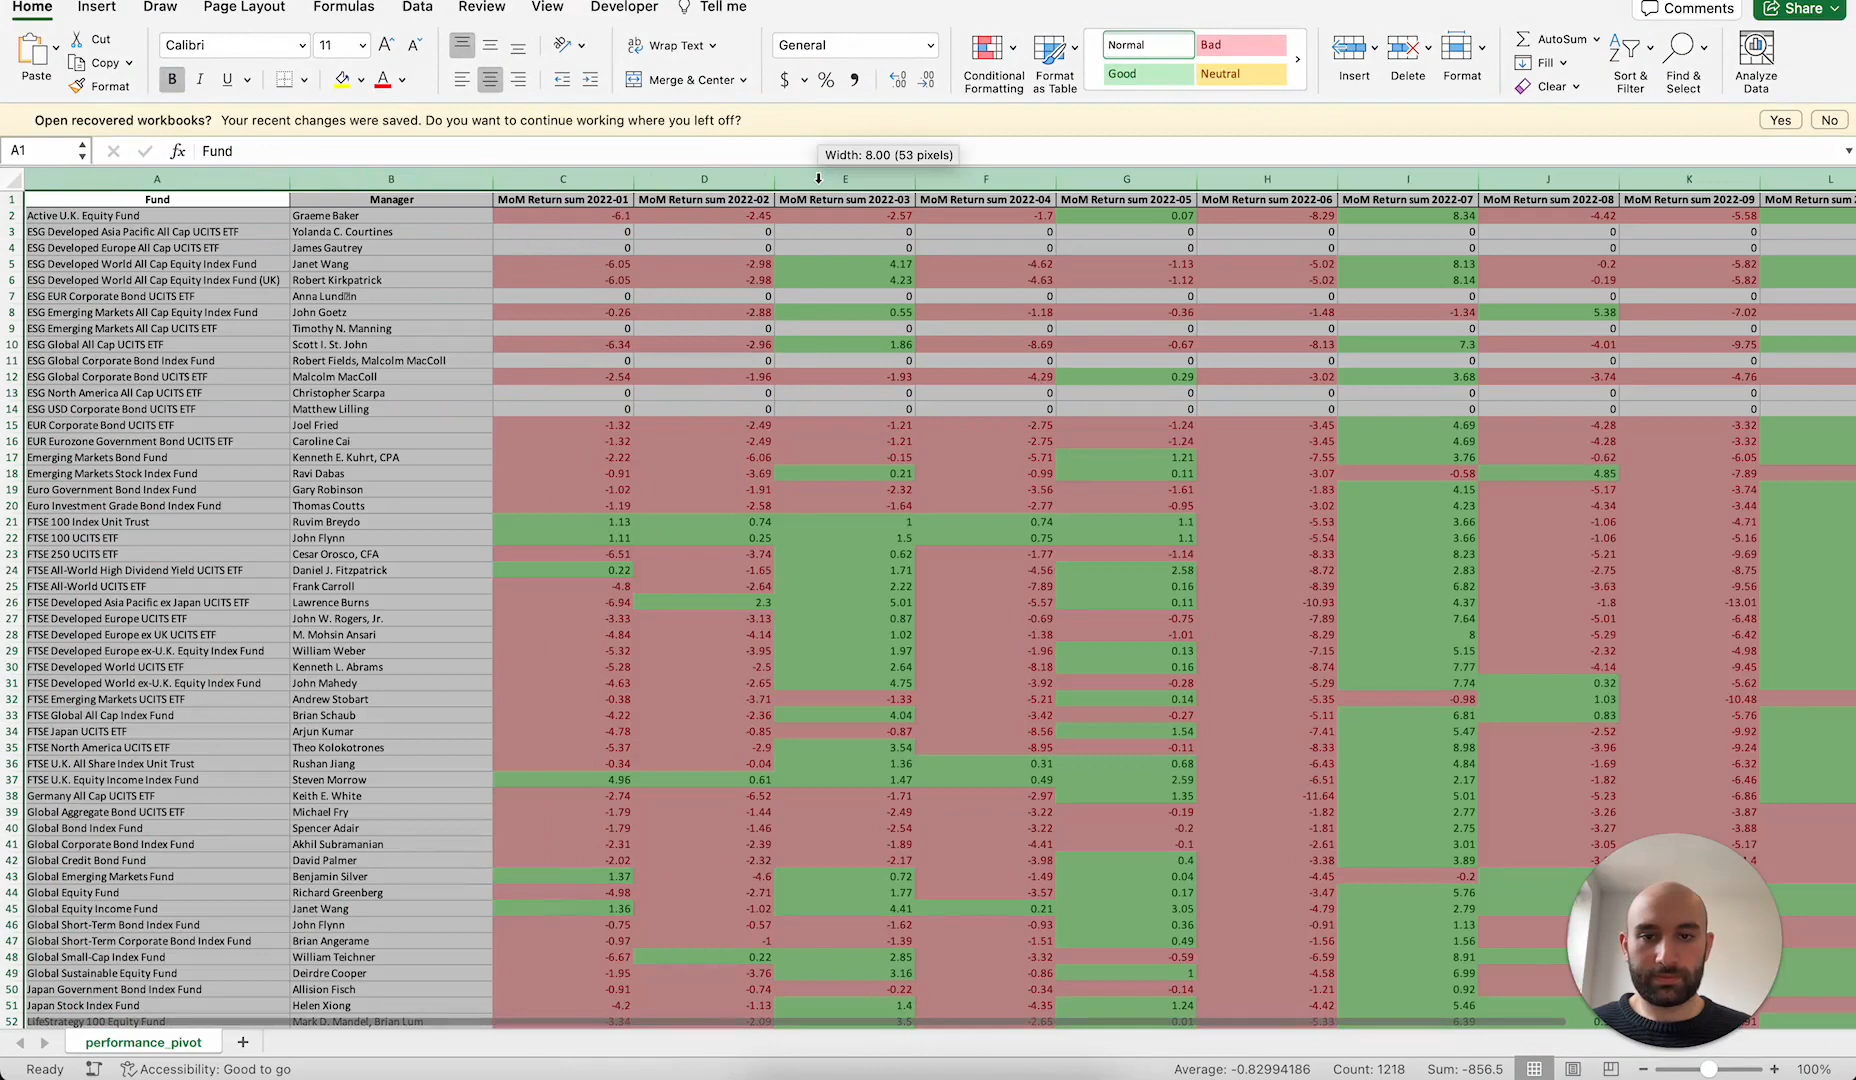 Home Insert Draw Page Layout Formulas Data Review View Developer Tell me Comments Share
Paste Cut Copy Format
Calibri 11
B I U A
Wrap Text
Merge & Center
General
$ %
Conditional Formatting
Format as Table
Normal Bad
Good Neutral
Insert Delete Format
AutoSum
Fill
Clear
Sort & Filter
Find & Select
Analyze Data
Open recovered workbooks? Your recent changes were saved. Do you want to continue working where you left off? Yes No
A1 fx Fund
Width: 8.00 (53 pixels)
A B C D E F G H I J K L
1 Fund Manager MoM Return sum 2022-01 MoM Return sum 2022-02 MoM Return sum 2022-03 MoM Return sum 2022-04 MoM Return sum 2022-05 MoM Return sum 2022-06 MoM Return sum 2022-07 MoM Return sum 2022-08 MoM Return sum 2022-09 MoM Return sum
2 Active U.K. Equity Fund Graeme Baker -6.1 -2.45 -2.57 -1.7 0.07 -8.29 8.34 -4.42 -5.58
3 ESG Developed Asia Pacific All Cap UCITS ETF Yolanda C. Courtines 0 0 0 0 0 0 0 0 0
4 ESG Developed Europe All Cap UCITS ETF James Gautrey 0 0 0 0 0 0 0 0 0
5 ESG Developed World All Cap Equity Index Fund Janet Wang -6.05 -2.98 4.17 -4.62 -1.13 -5.02 8.13 -0.2 -5.82
6 ESG Developed World All Cap Equity Index Fund (UK) Robert Kirkpatrick -6.05 -2.98 4.23 -4.63 -1.12 -5.02 8.14 -0.19 -5.82
7 ESG EUR Corporate Bond UCITS ETF 0 0 0 0 0 0 0 0 0
8 ESG Emerging Markets All Cap Equity Index Fund John Goetz -0.26 -2.88 0.55 -1.18 -0.36 -1.48 -1.34 5.38 -7.02
9 ESG Emerging Markets All Cap UCITS ETF Timothy N. Manning 0 0 0 0 0 0 0 0 0
10 ESG Global All Cap UCITS ETF Scott I. St. John -6.34 -2.96 1.86 -8.69 -0.67 -8.13 7.3 -4.01 -9.75
11 ESG Global Corporate Bond Index Fund Robert Fields, Malcolm MacColl 0 0 0 0 0 0 0 0 0
12 ESG Global Corporate Bond UCITS ETF Malcolm MacColl -2.54 -1.96 -1.93 -4.29 0.29 -3.02 3.68 -3.74 -4.76
13 ESG North America All Cap UCITS ETF Christopher Scarpa 0 0 0 0 0 0 0 0 0
14 ESG USD Corporate Bond UCITS ETF Matthew Lilling 0 0 0 0 0 0 0 0 0
15 EUR Corporate Bond UCITS ETF Joel Fried -1.32 -2.49 -1.21 -2.75 -1.24 -3.45 4.69 -4.28 -3.32
16 EUR Eurozone Government Bond UCITS ETF Caroline Cai -1.32 -2.49 -1.21 -2.75 -1.24 -3.45 4.69 -4.28 -3.32
17 Emerging Markets Bond Fund Kenneth E. Kuhrt, CPA -2.22 -6.06 -0.15 -5.71 1.21 -7.55 3.76 -0.62 -6.05
18 Emerging Markets Stock Index Fund Ravi Dabas -0.91 -3.69 0.21 -0.99 0.11 -3.07 -0.58 4.85 -7.89
19 Euro Government Bond Index Fund Gary Robinson -1.02 -1.91 -2.32 -3.56 -1.61 -1.83 4.15 -5.17 -3.74
20 Euro Investment Grade Bond Index Fund Thomas Coutts -1.19 -2.58 -1.64 -2.77 -0.95 -3.02 4.23 -4.34 -3.44
21 FTSE 100 Index Unit Trust Ruvim Breydo 1.13 0.74 1 0.74 1.1 -5.53 3.66 -1.06 -4.71
22 FTSE 100 UCITS ETF John Flynn 1.11 0.25 1.5 0.75 1.1 -5.54 3.66 -1.06 -5.16
23 FTSE 250 UCITS ETF Cesar Orosco, CFA -6.51 -3.74 0.62 -1.77 -1.14 -8.33 8.23 -5.21 -9.69
24 FTSE All-World High Dividend Yield UCITS ETF Daniel J. Fitzpatrick 0.22 -1.65 1.71 -4.56 2.58 -8.72 2.83 -2.75 -8.75
25 FTSE All-World UCITS ETF Frank Carroll -4.8 -2.64 2.22 -7.89 0.16 -8.39 6.82 -3.63 -9.56
26 FTSE Developed Asia Pacific ex Japan UCITS ETF Lawrence Burns -6.94 2.3 5.01 -5.57 0.11 -10.93 4.37 -1.8 -13.01
27 FTSE Developed Europe UCITS ETF John W. Rogers, Jr. -3.33 -3.13 0.87 -0.69 -0.75 -7.89 7.64 -5.01 -6.48
28 FTSE Developed Europe ex UK UCITS ETF M. Mohsin Ansari -4.84 -4.14 1.02 -1.38 -1.01 -8.29 8 -5.29 -6.42
29 FTSE Developed Europe ex-U.K. Equity Index Fund William Weber -5.32 -3.95 1.97 -1.96 0.13 -7.15 5.15 -2.32 -4.98
30 FTSE Developed World UCITS ETF Kenneth L. Abrams -5.28 -2.5 2.64 -8.18 0.16 -8.74 7.77 -4.14 -9.45
31 FTSE Developed World ex-U.K. Equity Index Fund John Mahedy -4.63 -2.65 4.75 -3.92 -0.28 -5.29 7.74 0.32 -5.62
32 FTSE Emerging Markets UCITS ETF Andrew Stobart -0.38 -3.71 -1.33 -5.21 0.14 -5.35 -0.98 1.03 -10.48
33 FTSE Global All Cap Index Fund Brian Schaub -4.22 -2.36 4.04 -3.42 -0.27 -5.11 6.81 0.83 -5.76
34 FTSE Japan UCITS ETF Arjun Kumar -4.78 -0.85 -0.87 -8.56 1.54 -7.41 5.47 -2.52 -9.92
35 FTSE North America UCITS ETF Theo Kolokotrones -5.37 -2.9 3.54 -8.95 -0.11 -8.33 8.98 -3.96 -9.24
36 FTSE U.K. All Share Index Unit Trust Rushan Jiang -0.34 -0.04 1.36 0.31 0.68 -6.43 4.84 -1.69 -6.32
37 FTSE U.K. Equity Income Index Fund Steven Morrow 4.96 0.61 1.47 0.49 2.59 -6.51 2.17 -1.82 -6.46
38 Germany All Cap UCITS ETF Keith E. White -2.74 -6.52 -1.71 -2.97 1.35 -11.64 5.01 -5.23 -6.86
39 Global Aggregate Bond UCITS ETF Michael Fry -1.79 -1.44 -2.49 -3.22 -0.19 -1.82 2.77 -3.26 -3.87
40 Global Bond Index Fund Spencer Adair -1.79 -1.46 -2.54 -3.22 -0.2 -1.81 2.75 -3.27 -3.88
41 Global Corporate Bond Index Fund Akhil Subramanian -2.31 -2.39 -1.89 -4.41 -0.1 -2.61 3.01 -3.05 -5.17
42 Global Credit Bond Fund David Palmer -2.02 -2.32 -2.17 -3.98 0.4 -3.38 3.89
43 Global Emerging Markets Fund Benjamin Silver 1.37 -4.6 0.72 -1.49 0.04 -4.45 -0.2
44 Global Equity Fund Richard Greenberg -4.98 -2.71 1.77 -3.57 0.17 -3.47 5.76
45 Global Equity Income Fund Janet Wang 1.36 -1.02 4.41 0.21 3.05 -4.79 2.79
46 Global Short-Term Bond Index Fund John Flynn -0.75 -0.57 -1.62 -0.93 0.36 -0.91 1.13
47 Global Short-Term Corporate Bond Index Fund Brian Angerame -0.97 -1 -1.39 -1.51 0.49 -1.56 1.56
48 Global Small-Cap Index Fund William Teichner -6.67 0.22 2.85 -3.32 -0.59 -6.59 8.91
49 Global Sustainable Equity Fund Deirdre Cooper -1.95 -3.76 3.16 -0.86 1 -4.58 6.99
50 Japan Government Bond Index Fund Allision Fisch -0.91 -0.74 -0.22 -0.34 -0.14 -1.21 0.92
51 Japan Stock Index Fund Helen Xiong -4.2 -1.13 1.4 -4.35 1.24 -4.42 5.46
52 LifeStrategy 100 Equity Fund Mark D. Mandel, Brian Lum -3.34 -2.09 3.5 -2.65 0.01 -5.33 6.39
performance_pivot +
Ready Accessibility: Good to go Average: -0.82994186 Count: 1218 Sum: -856.5 100%